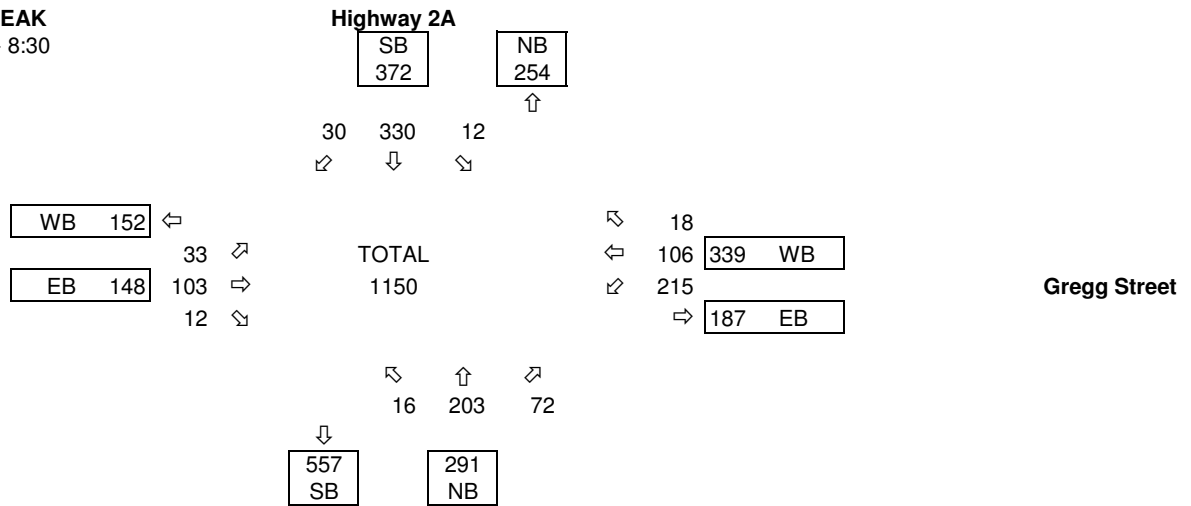 EAK Highway 2A
8:30 SB NB
372 254
⇧
30 330 12
⬃ ⇩ ⬂
WB 152 ⇦ ⬁ 18
33 ⬀ TOTAL ⇦ 106 339 WB
EB 148 103 ⇨ 1150 ⬃ 215 Gregg Street
12 ⬂ ⇨ 187 EB
⬁ ⇧ ⬀
16 203 72
⇩
557 291
SB NB